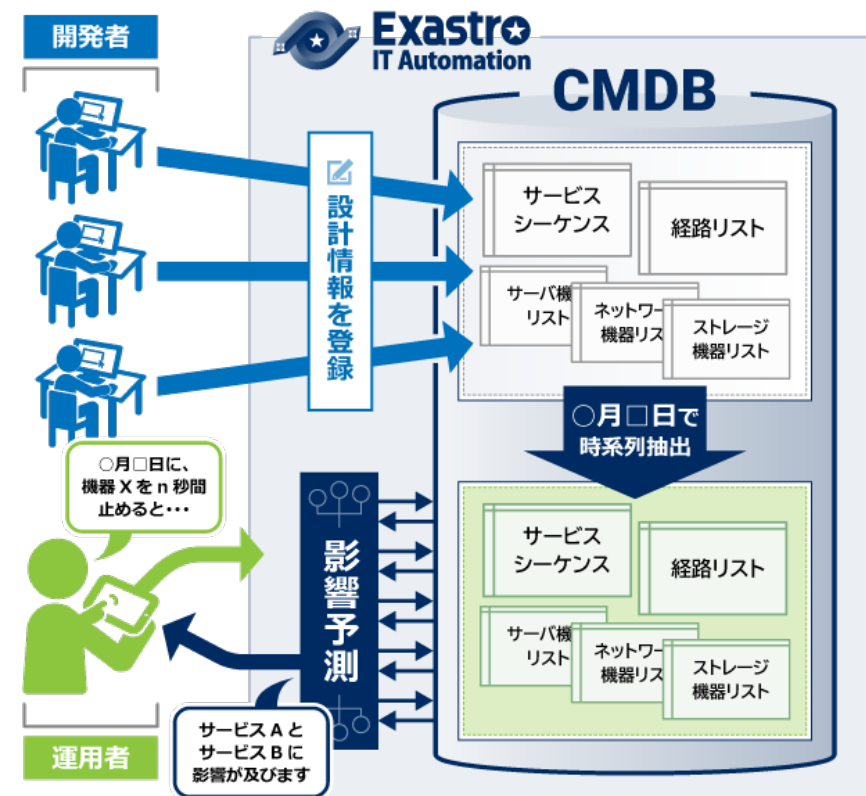 開発者
Exastro
IT Automation
CMDB
設計情報を登録
サービス
シーケンス
経路リスト
サーバ機
リスト
ネットワー
機器リス
ストレージ
機器リスト
○月□日で
時系列抽出
○月□日に、
機器 X を n 秒間
止めると・・・
影響予測
サービス
シーケンス
経路リスト
サーバ機
リスト
ネットワー
機器リス
ストレージ
機器リスト
サービス A と
サービス B に
影響が及びます
運用者